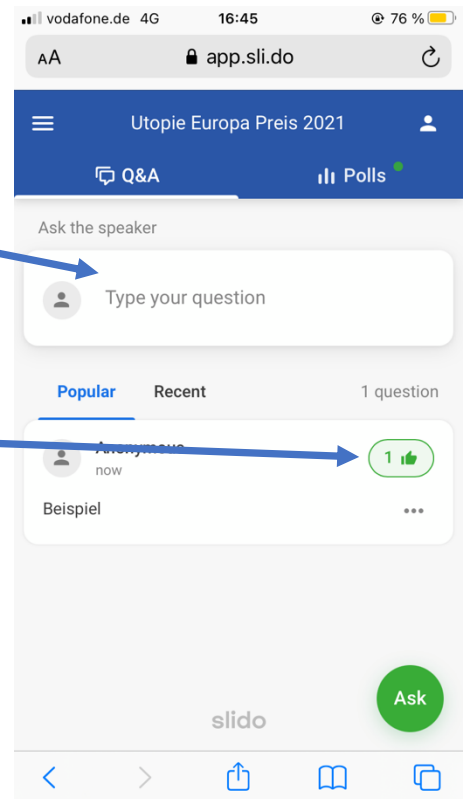 vodafone.de 4G 16:45 76 %
AA app.sli.do
Utopie Europa Preis 2021
Q&A Polls
Ask the speaker
Type your question
Popular Recent 1 question
Anonymous
now
1
Beispiel
Ask
slido